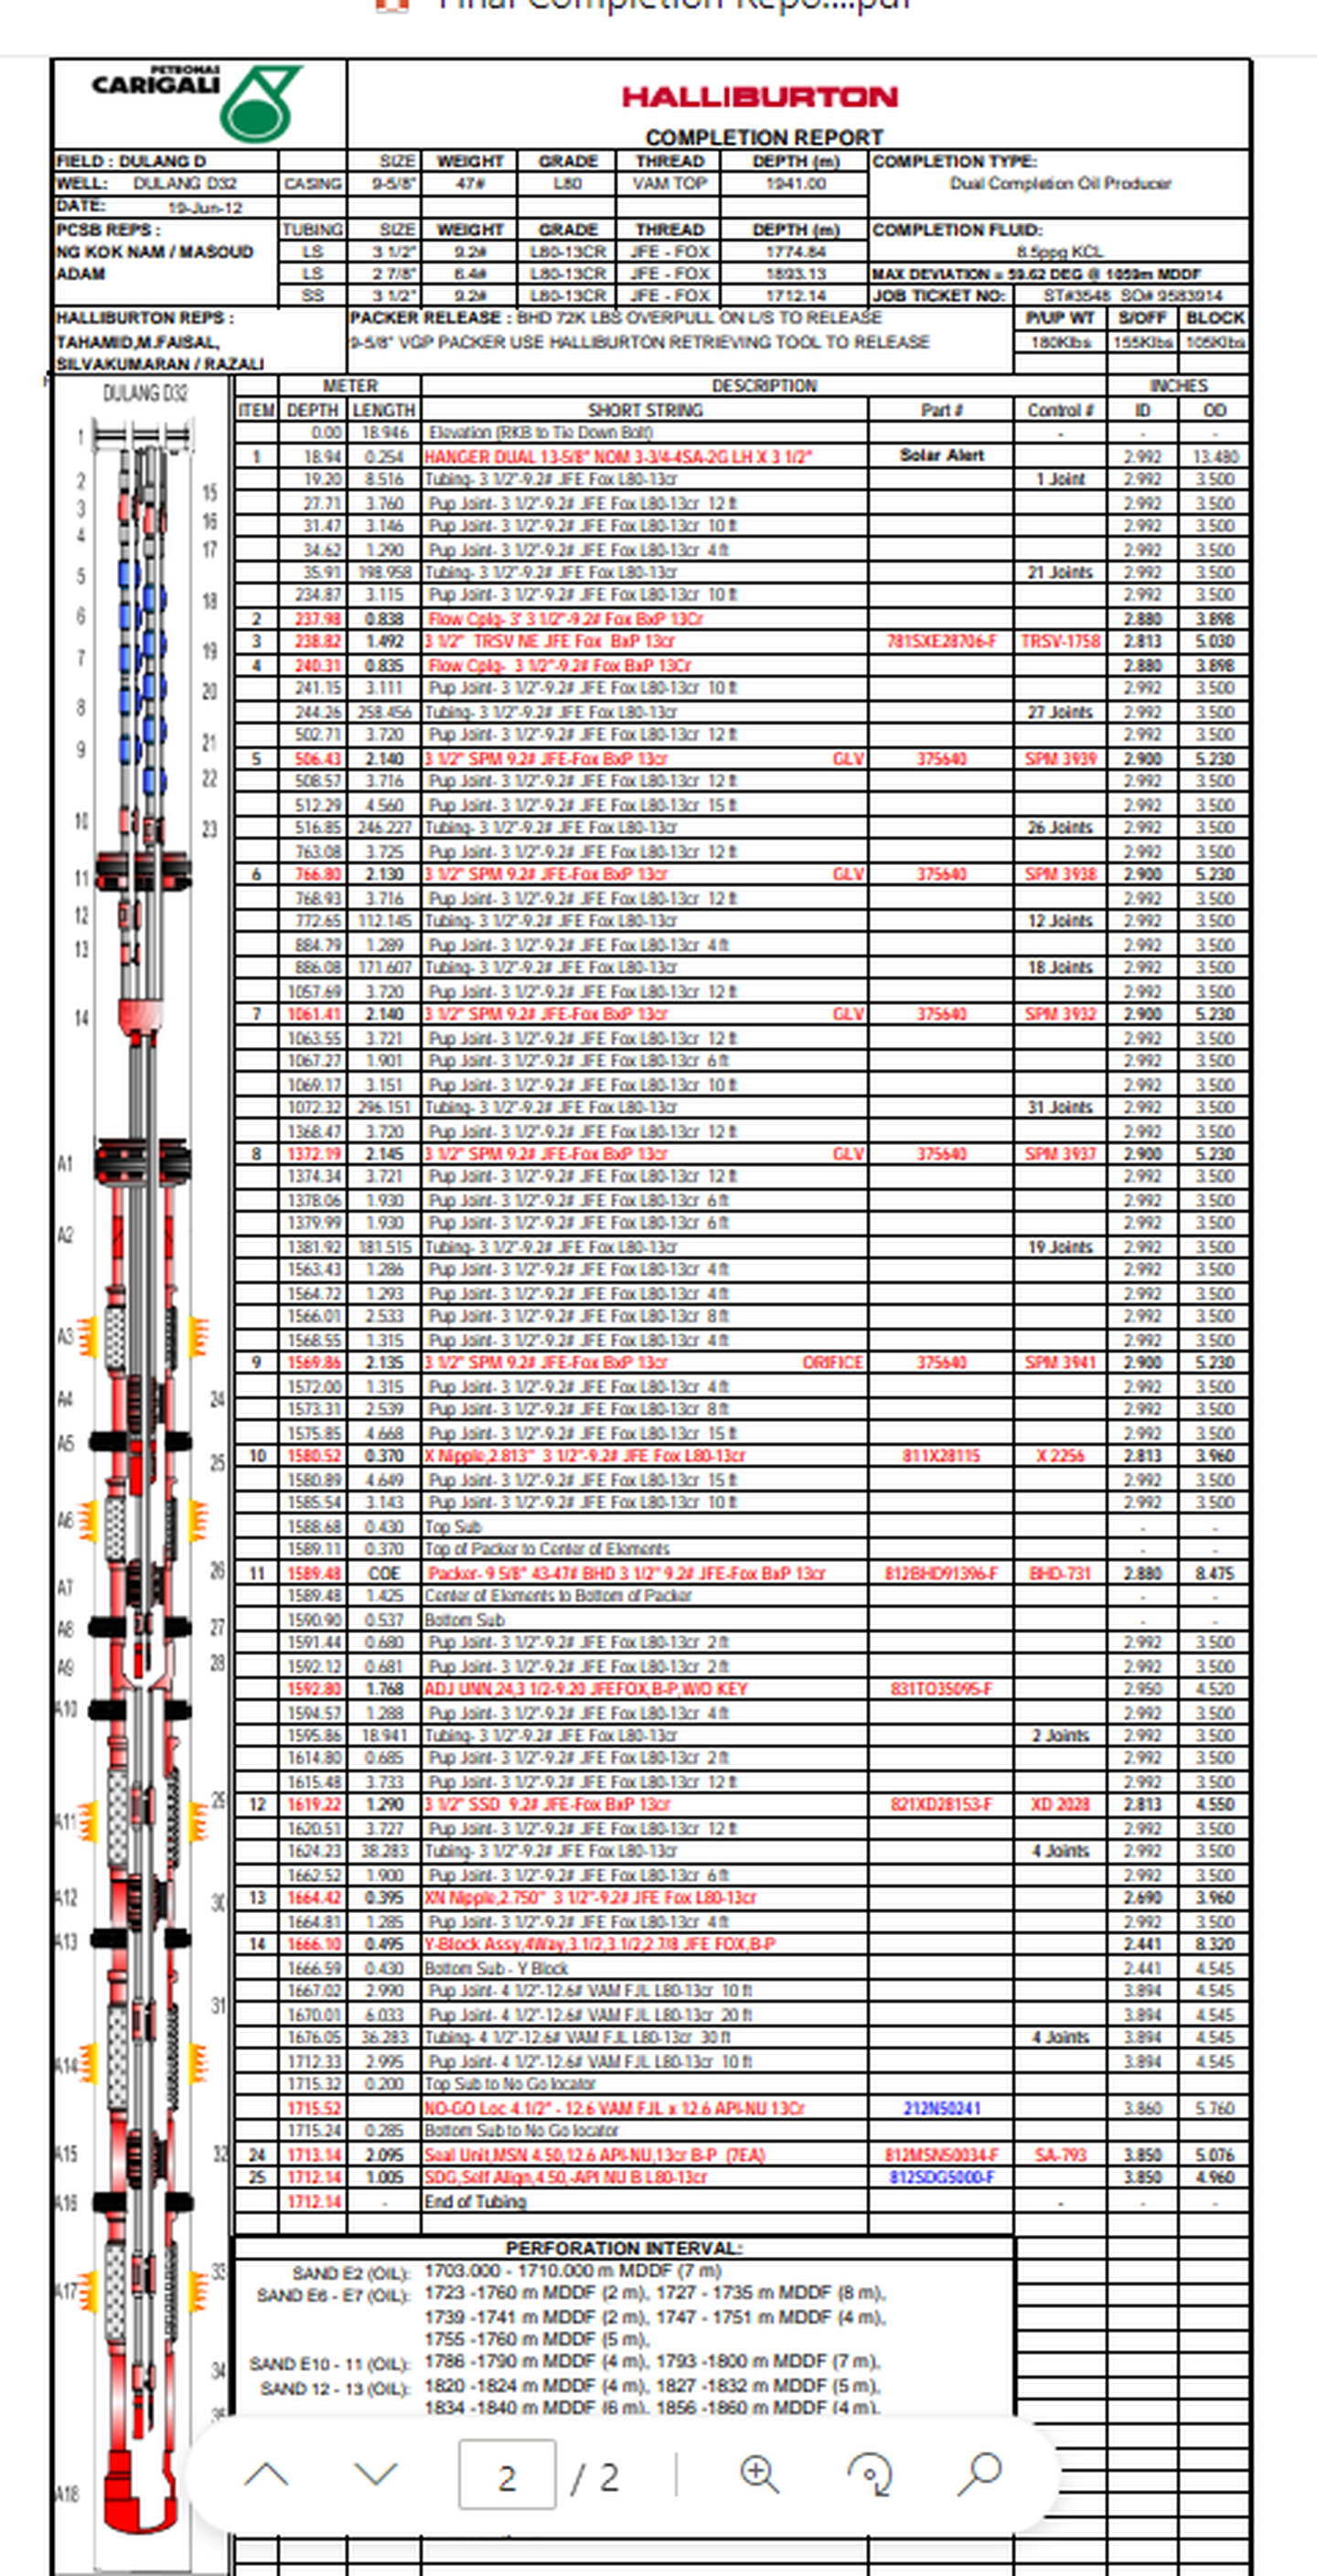 Final Completion Repo....pdf
PETRONAS
CARIGALI
HALLIBURTON
COMPLETION REPORT
FIELD : DULANG D SIZE WEIGHT GRADE THREAD DEPTH (m) COMPLETION TYPE:
WELL: DULANG D32 CASING 9-5/8" 47# L80 VAM TOP 1941.00 Dual Completion Oil Producer
DATE: 19-Jun-12
PCSB REPS : TUBING SIZE WEIGHT GRADE THREAD DEPTH (m) COMPLETION FLUID:
NG KOK NAM / MASOUD LS 3 1/2" 9.2# L80-13CR JFE - FOX 1774.84 8.5ppg KCL
ADAM LS 2 7/8" 6.4# L80-13CR JFE - FOX 1893.13 MAX DEVIATION = 59.62 DEG @ 1059m MDDF
SS 3 1/2" 9.2# L80-13CR JFE - FOX 1712.14 JOB TICKET NO: ST#3548 SO# 9583914
HALLIBURTON REPS : PACKER RELEASE : BHD 72K LBS OVERPULL ON L/S TO RELEASE P/UP WT S/OFF BLOCK
TAHAMID,M.FAISAL, 9-5/8" VGP PACKER USE HALLIBURTON RETRIEVING TOOL TO RELEASE 180Klbs 155Klbs 105Klbs
SILVAKUMARAN / RAZALI
DULANG D32 METER DESCRIPTION INCHES
ITEM DEPTH LENGTH SHORT STRING Part # Control # ID OD
0.00 18.946 Elevation (RKB to Tie Down Bolt) - - -
1 18.94 0.254 HANGER DUAL 13-5/8" NOM 3-3/4-4SA-2G LH X 3 1/2" Solar Alert 2.992 13.480
19.20 8.516 Tubing- 3 1/2"-9.2# JFE Fox L80-13cr 1 Joint 2.992 3.500
27.71 3.760 Pup Joint- 3 1/2"-9.2# JFE Fox L80-13cr 12 ft 2.992 3.500
31.47 3.146 Pup Joint- 3 1/2"-9.2# JFE Fox L80-13cr 10 ft 2.992 3.500
34.62 1.290 Pup Joint- 3 1/2"-9.2# JFE Fox L80-13cr 4 ft 2.992 3.500
35.91 198.958 Tubing- 3 1/2"-9.2# JFE Fox L80-13cr 21 Joints 2.992 3.500
234.87 3.115 Pup Joint- 3 1/2"-9.2# JFE Fox L80-13cr 10 ft 2.992 3.500
2 237.98 0.838 Flow Cplg- 3' 3 1/2"-9.2# Fox BxP 13Cr 2.880 3.898
3 238.82 1.492 3 1/2" TRSV NE JFE Fox BxP 13cr 781SXE28706-F TRSV-1758 2.813 5.030
4 240.31 0.835 Flow Cplg- 3 1/2"-9.2# Fox BxP 13Cr 2.880 3.898
241.15 3.111 Pup Joint- 3 1/2"-9.2# JFE Fox L80-13cr 10 ft 2.992 3.500
244.26 258.456 Tubing- 3 1/2"-9.2# JFE Fox L80-13cr 27 Joints 2.992 3.500
502.71 3.720 Pup Joint- 3 1/2"-9.2# JFE Fox L80-13cr 12 ft 2.992 3.500
5 506.43 2.140 3 1/2" SPM 9.2# JFE-Fox BxP 13cr GLV 375640 SPM 3939 2.900 5.230
508.57 3.716 Pup Joint- 3 1/2"-9.2# JFE Fox L80-13cr 12 ft 2.992 3.500
512.29 4.560 Pup Joint- 3 1/2"-9.2# JFE Fox L80-13cr 15 ft 2.992 3.500
516.85 246.227 Tubing- 3 1/2"-9.2# JFE Fox L80-13cr 26 Joints 2.992 3.500
763.08 3.725 Pup Joint- 3 1/2"-9.2# JFE Fox L80-13cr 12 ft 2.992 3.500
6 766.80 2.130 3 1/2" SPM 9.2# JFE-Fox BxP 13cr GLV 375640 SPM 3938 2.900 5.230
768.93 3.716 Pup Joint- 3 1/2"-9.2# JFE Fox L80-13cr 12 ft 2.992 3.500
772.65 112.145 Tubing- 3 1/2"-9.2# JFE Fox L80-13cr 12 Joints 2.992 3.500
884.79 1.289 Pup Joint- 3 1/2"-9.2# JFE Fox L80-13cr 4 ft 2.992 3.500
886.08 171.607 Tubing- 3 1/2"-9.2# JFE Fox L80-13cr 18 Joints 2.992 3.500
1057.69 3.720 Pup Joint- 3 1/2"-9.2# JFE Fox L80-13cr 12 ft 2.992 3.500
7 1061.41 2.140 3 1/2" SPM 9.2# JFE-Fox BxP 13cr GLV 375640 SPM 3932 2.900 5.230
1063.55 3.721 Pup Joint- 3 1/2"-9.2# JFE Fox L80-13cr 12 ft 2.992 3.500
1067.27 1.901 Pup Joint- 3 1/2"-9.2# JFE Fox L80-13cr 6 ft 2.992 3.500
1069.17 3.151 Pup Joint- 3 1/2"-9.2# JFE Fox L80-13cr 10 ft 2.992 3.500
1072.32 296.151 Tubing- 3 1/2"-9.2# JFE Fox L80-13cr 31 Joints 2.992 3.500
1368.47 3.720 Pup Joint- 3 1/2"-9.2# JFE Fox L80-13cr 12 ft 2.992 3.500
8 1372.19 2.145 3 1/2" SPM 9.2# JFE-Fox BxP 13cr GLV 375640 SPM 3937 2.900 5.230
1374.34 3.721 Pup Joint- 3 1/2"-9.2# JFE Fox L80-13cr 12 ft 2.992 3.500
1378.06 1.930 Pup Joint- 3 1/2"-9.2# JFE Fox L80-13cr 6 ft 2.992 3.500
1379.99 1.930 Pup Joint- 3 1/2"-9.2# JFE Fox L80-13cr 6 ft 2.992 3.500
1381.92 181.515 Tubing- 3 1/2"-9.2# JFE Fox L80-13cr 19 Joints 2.992 3.500
1563.43 1.286 Pup Joint- 3 1/2"-9.2# JFE Fox L80-13cr 4 ft 2.992 3.500
1564.72 1.293 Pup Joint- 3 1/2"-9.2# JFE Fox L80-13cr 4 ft 2.992 3.500
1566.01 2.533 Pup Joint- 3 1/2"-9.2# JFE Fox L80-13cr 8 ft 2.992 3.500
1568.55 1.315 Pup Joint- 3 1/2"-9.2# JFE Fox L80-13cr 4 ft 2.992 3.500
9 1569.86 2.135 3 1/2" SPM 9.2# JFE-Fox BxP 13cr ORIFICE 375640 SPM 3941 2.900 5.230
1572.00 1.315 Pup Joint- 3 1/2"-9.2# JFE Fox L80-13cr 4 ft 2.992 3.500
1573.31 2.539 Pup Joint- 3 1/2"-9.2# JFE Fox L80-13cr 8 ft 2.992 3.500
1575.85 4.668 Pup Joint- 3 1/2"-9.2# JFE Fox L80-13cr 15 ft 2.992 3.500
10 1580.52 0.370 X Nipple,2.813" 3 1/2"-9.2# JFE Fox L80-13cr 811X28115 X 2256 2.813 3.960
1580.89 4.649 Pup Joint- 3 1/2"-9.2# JFE Fox L80-13cr 15 ft 2.992 3.500
1585.54 3.143 Pup Joint- 3 1/2"-9.2# JFE Fox L80-13cr 10 ft 2.992 3.500
1588.68 0.430 Top Sub - -
1589.11 0.370 Top of Packer to Center of Elements - -
11 1589.48 COE Packer- 9 5/8" 43-47# BHD 3 1/2" 9.2# JFE-Fox BxP 13cr 812BHD91396-F BHD-731 2.880 8.475
1589.48 1.425 Center of Elements to Bottom of Packer - -
1590.90 0.537 Bottom Sub - -
1591.44 0.680 Pup Joint- 3 1/2"-9.2# JFE Fox L80-13cr 2 ft 2.992 3.500
1592.12 0.681 Pup Joint- 3 1/2"-9.2# JFE Fox L80-13cr 2 ft 2.992 3.500
1592.80 1.768 ADJ UNN,24,3 1/2-9.20 JFEFOX,B-P,W/O KEY 831TO35095-F 2.950 4.520
1594.57 1.288 Pup Joint- 3 1/2"-9.2# JFE Fox L80-13cr 4 ft 2.992 3.500
1595.86 18.941 Tubing- 3 1/2"-9.2# JFE Fox L80-13cr 2 Joints 2.992 3.500
1614.80 0.685 Pup Joint- 3 1/2"-9.2# JFE Fox L80-13cr 2 ft 2.992 3.500
1615.48 3.733 Pup Joint- 3 1/2"-9.2# JFE Fox L80-13cr 12 ft 2.992 3.500
12 1619.22 1.290 3 1/2" SSD 9.2# JFE-Fox BxP 13cr 821XD28153-F XD 2028 2.813 4.550
1620.51 3.727 Pup Joint- 3 1/2"-9.2# JFE Fox L80-13cr 12 ft 2.992 3.500
1624.23 38.283 Tubing- 3 1/2"-9.2# JFE Fox L80-13cr 4 Joints 2.992 3.500
1662.52 1.900 Pup Joint- 3 1/2"-9.2# JFE Fox L80-13cr 6 ft 2.992 3.500
13 1664.42 0.395 XN Nipple,2.750" 3 1/2"-9.2# JFE Fox L80-13cr 2.690 3.960
1664.81 1.285 Pup Joint- 3 1/2"-9.2# JFE Fox L80-13cr 4 ft 2.992 3.500
14 1666.10 0.495 Y-Block Assy,4Way,3.1/2,3.1/2,2.7/8 JFE FOX,B-P 2.441 8.320
1666.59 0.430 Bottom Sub - Y Block 2.441 4.545
1667.02 2.990 Pup Joint- 4 1/2"-12.6# VAM FJL L80-13cr 10 ft 3.894 4.545
1670.01 6.033 Pup Joint- 4 1/2"-12.6# VAM FJL L80-13cr 20 ft 3.894 4.545
1676.05 36.283 Tubing- 4 1/2"-12.6# VAM FJL L80-13cr 30 ft 4 Joints 3.894 4.545
1712.33 2.995 Pup Joint- 4 1/2"-12.6# VAM FJL L80-13cr 10 ft 3.894 4.545
1715.32 0.200 Top Sub to No Go locator
1715.52 NO-GO Loc 4.1/2" - 12.6 VAM FJL x 12.6 API-NU 13Cr 212N50241 3.860 5.760
1715.24 0.285 Bottom Sub to No Go locator
24 1713.14 2.095 Seal Unit,MSN 4.50,12.6 API-NU,13cr B-P (7EA) 812MSN50034-F SA-793 3.850 5.076
25 1712.14 1.005 SDG,Self Align,4.50,-API NU B L80-13cr 812SDG5000-F 3.850 4.960
1712.14 - End of Tubing - - -
PERFORATION INTERVAL:
SAND E2 (OIL): 1703.000 - 1710.000 m MDDF (7 m)
SAND E6 - E7 (OIL): 1723 -1760 m MDDF (2 m), 1727 - 1735 m MDDF (8 m),
1739 -1741 m MDDF (2 m), 1747 - 1751 m MDDF (4 m),
1755 -1760 m MDDF (5 m),
SAND E10 - 11 (OIL): 1786 -1790 m MDDF (4 m), 1793 -1800 m MDDF (7 m),
SAND 12 - 13 (OIL): 1820 -1824 m MDDF (4 m), 1827 -1832 m MDDF (5 m),
1834 -1840 m MDDF (6 m), 1856 -1860 m MDDF (4 m),
1
2
15
3
16
4
17
5
18
6
19
7
20
8
21
9
22
10
23
11
12
13
14
A1
A2
A3
A4
24
A5
25
A6
26
A7
A8
27
A9
28
A10
29
A11
A12
30
A13
31
A14
A15
32
A16
33
A17
34
35
A18
2 / 2